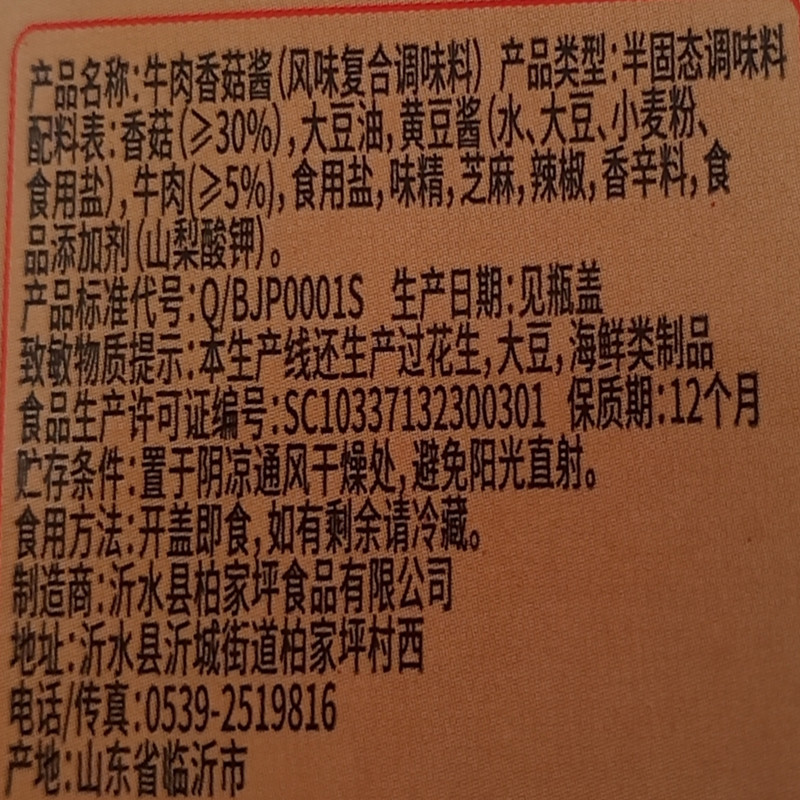 产品名称:牛肉香菇酱(风味复合调味料) 产品类型:半固态调味料
配料表:香菇(≥30%),大豆油,黄豆酱(水、大豆、小麦粉、
食用盐),牛肉(≥5%),食用盐,味精,芝麻,辣椒,香辛料,食
品添加剂(山梨酸钾)。
产品标准代号:Q/BJP0001S 生产日期:见瓶盖
致敏物质提示:本生产线还生产过花生,大豆,海鲜类制品
食品生产许可证编号:SC10337132300301 保质期:12个月
贮存条件:置于阴凉通风干燥处,避免阳光直射。
食用方法:开盖即食,如有剩余请冷藏。
制造商:沂水县柏家坪食品有限公司
地址:沂水县沂城街道柏家坪村西
电话/传真:0539-2519816
产地:山东省临沂市